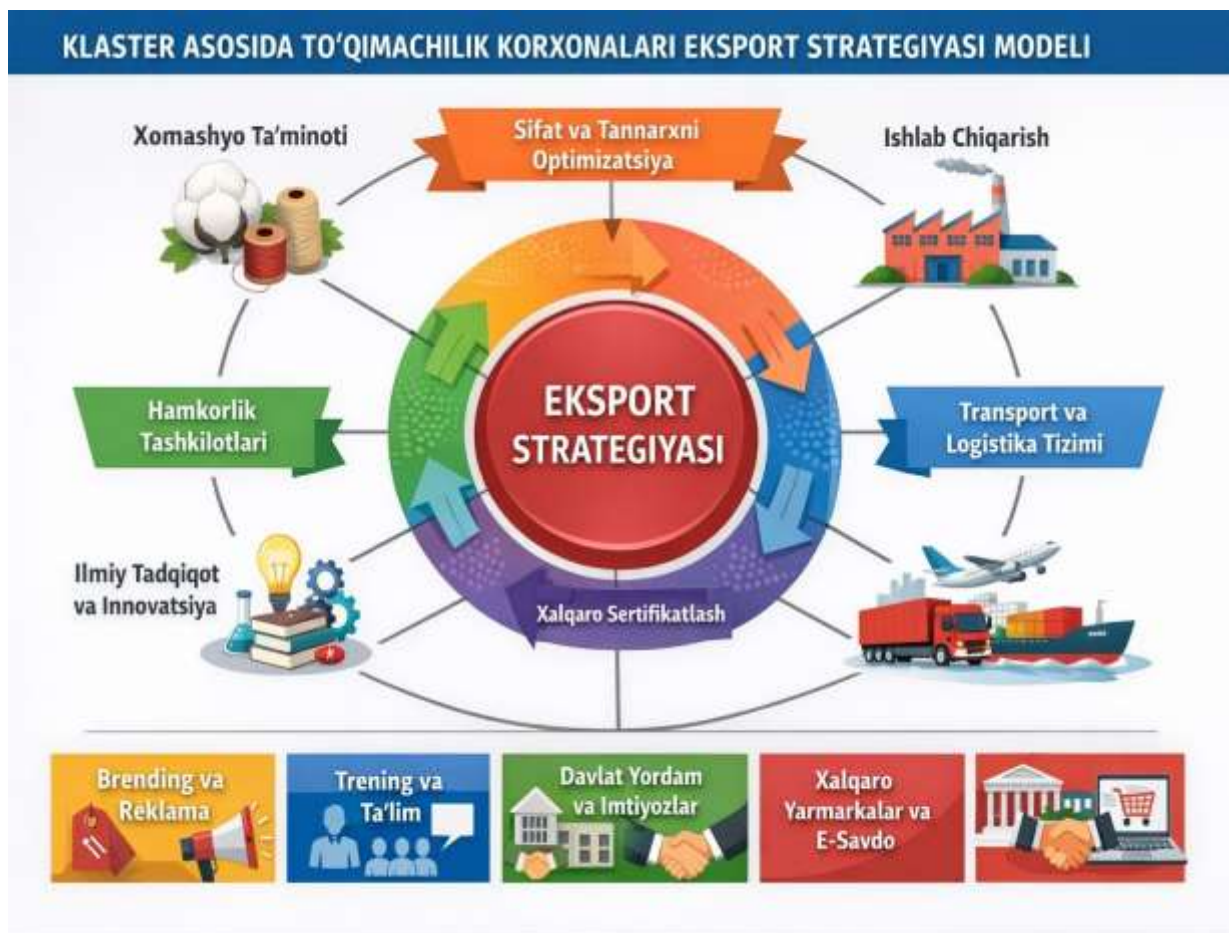 KLASTER ASOSIDA TO'QIMACHILIK KORXONALARI EKSPORT STRATEGIYASI MODELI
Xomashyo Ta'minoti
Sifat va Tannarxni
Optimizatsiya
Ishlab Chiqarish
Hamkorlik
Tashkilotlari
EKSPORT
STRATEGIYASI
Transport va
Logistika Tizimi
Ilmiy Tadqiqot
va Innovatsiya
Xalqaro Sertifikatlash
Brending va
Reklama
Trening va
Ta'lim
Davlat Yordam
va Imtiyozlar
Xalqaro
Yarmarkalar va
E-Savdo